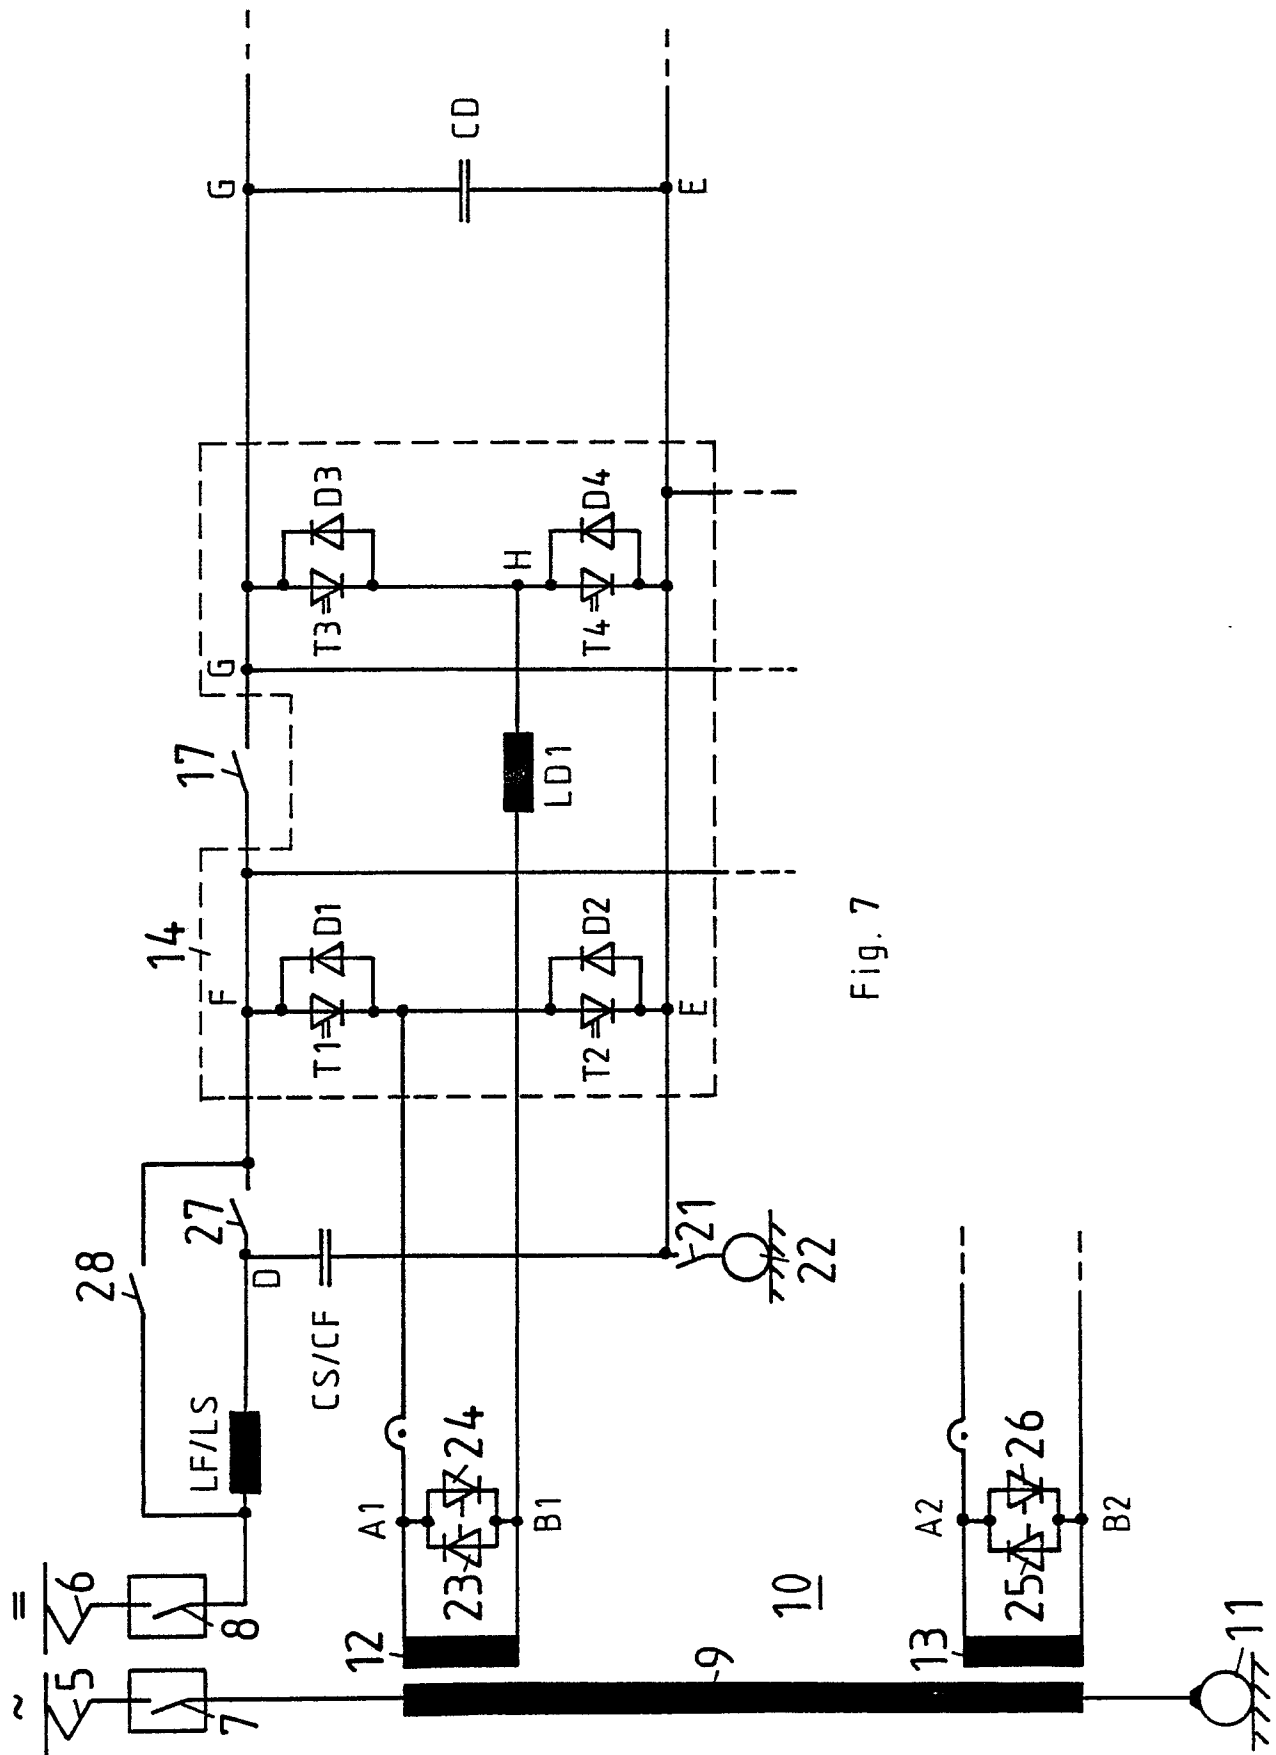 ~
=
5
6
7
8
28
LF/LS
27
D
CS/CF
14
F
17
G
G
T1
D1
T3
D3
CD
A1
23
24
B1
12
LD1
H
T2
D2
T4
D4
E
E
21
22
9
10
13
A2
25
26
B2
11
Fig. 7